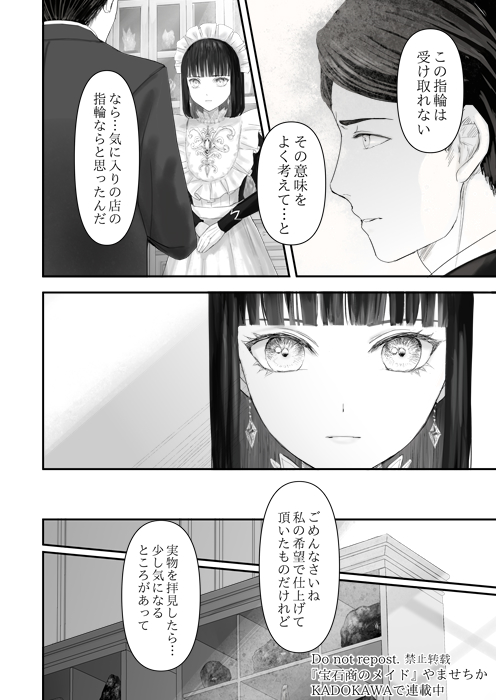 この指輪は
受け取れない
その意味を
よく考えて…と
なら…気に入りの店の
指輪ならと思ったんだ
ごめんなさいね
私の希望で仕上げて
頂いたものだけれど
実物を拝見したら…
少し気になる
ところがあって
Do not repost. 禁止转载
『宝石商のメイド』やませちか
KADOKAWAで連載中